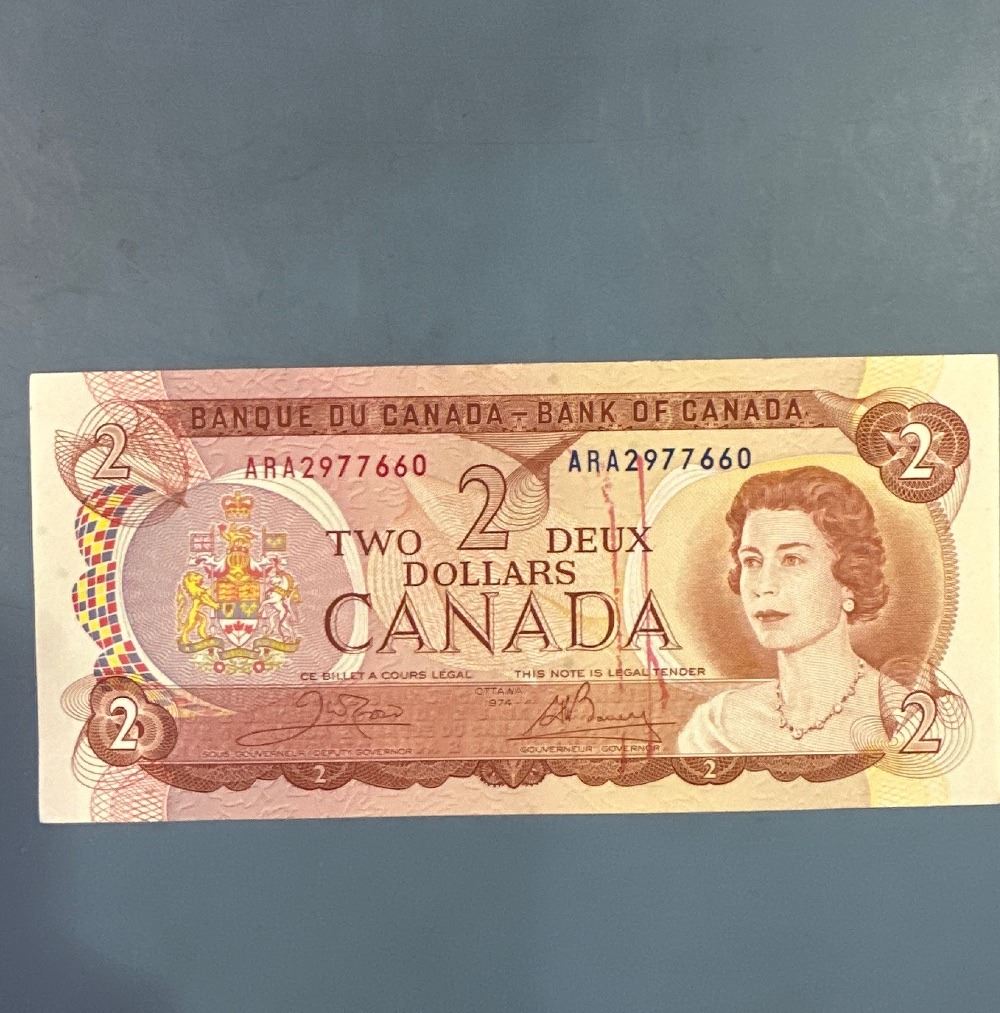 BANQUE DU CANADA – BANK OF CANADA
2
2
ARA2977660
ARA2977660
2
TWO DEUX
DOLLARS
CANADA
CE BILLET A COURS LÉGAL
THIS NOTE IS LEGAL TENDER
OTTAWA
1974
2
2
SOUS-GOUVERNEUR DEPUTY GOVERNOR
GOUVERNEUR GOVERNOR
2
2